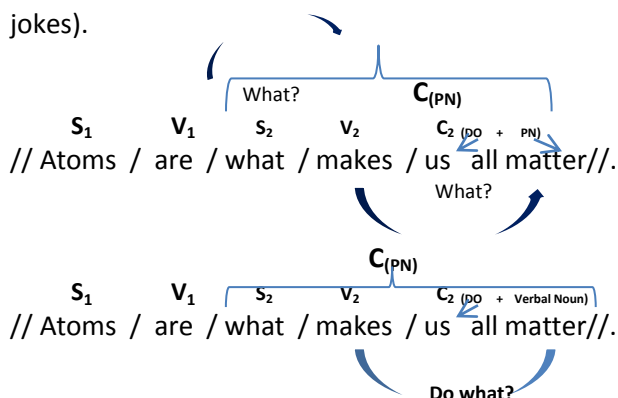 jokes).
What? C(PN)
S1 V1 S2 V2 C2 (DO + PN)
// Atoms / are / what / makes / us all matter//.
What?
C(PN)
S1 V1 S2 V2 C2 (DO + Verbal Noun)
// Atoms / are / what / makes / us all matter//.
Do what?